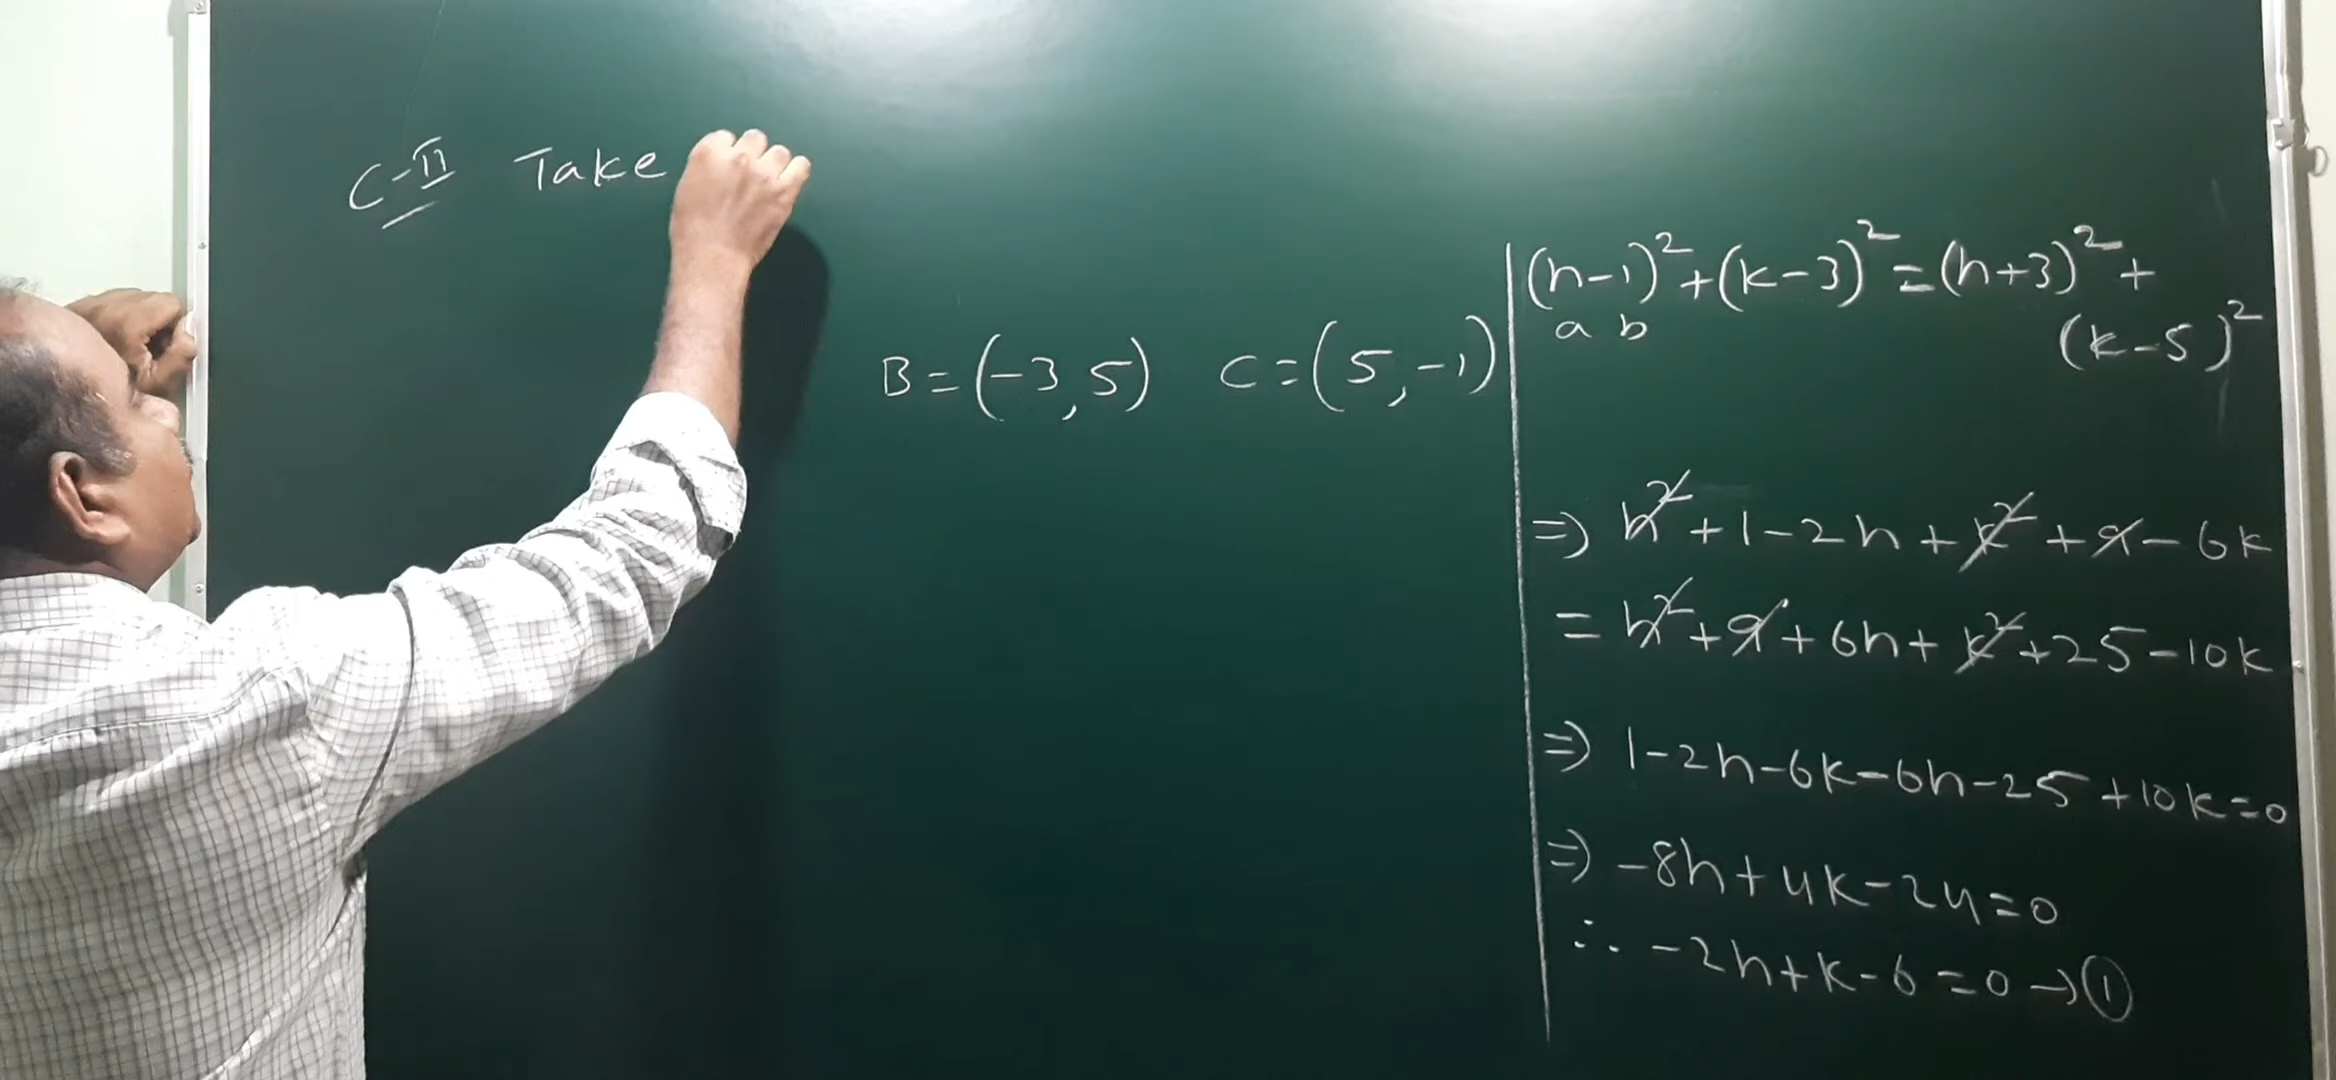 C-II Take
B = (-3, 5) C = (5, -1)
(h-1)² + (k-3)² = (h+3)² +
a b
(k-5)²
⇒ h² + 1 - 2h + k² + 9 - 6k
= h² + 9 + 6h + k² + 25 - 10k
⇒ 1 - 2h - 6k - 6h - 25 + 10k = 0
⇒ -8h + 4k - 24 = 0
∴ -2h + k - 6 = 0 → ①